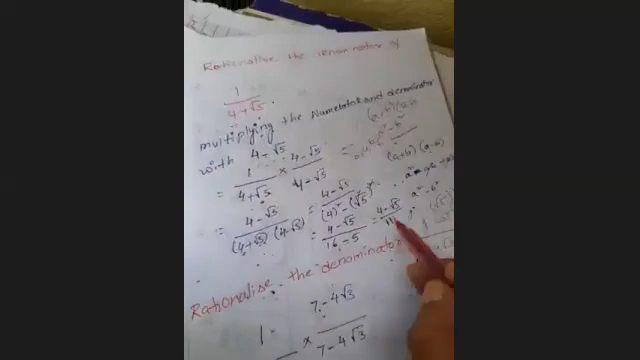 Rationalise the denominator of
1/(4+√5).
multiplying the Numerator and denominator
with 4-√5
(a+b)(a-b)
a²-b²
= 1/(4+√5) × (4-√5)/(4-√5)
(a+b) (a-b)
= (4-√5)/((4+√5) (4-√5)) = (4-√5)/((4)²-(√5)²)
a²-b²
= (4-√5)/(16-5) = (4-√5)/11
Rationalise the denominator
1 = × (7-4√3)/(7-4√3)